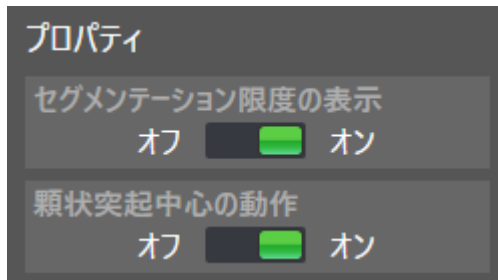 プロパティ
セグメンテーション限度の表示
オフ オン
顆状突起中心の動作
オフ オン